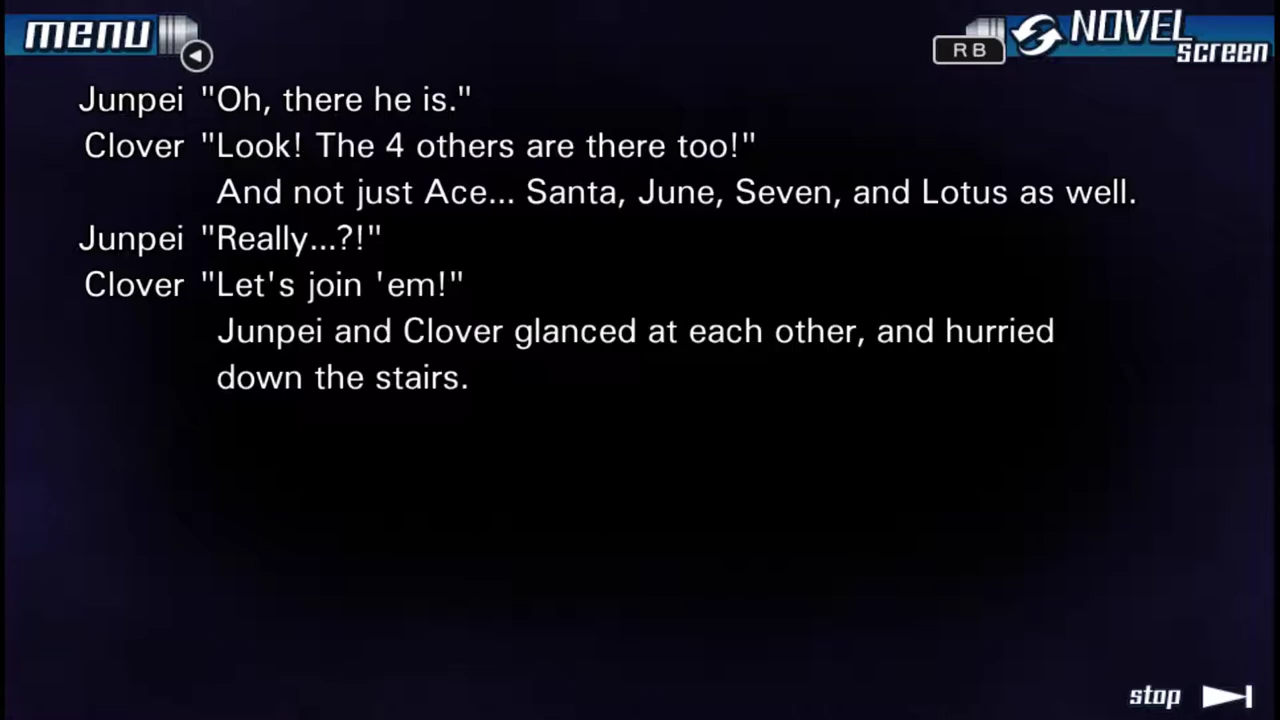 menu
RB
NOVEL
screen
Junpei "Oh, there he is."
Clover "Look! The 4 others are there too!"
And not just Ace... Santa, June, Seven, and Lotus as well.
Junpei "Really...?!"
Clover "Let's join 'em!"
Junpei and Clover glanced at each other, and hurried
down the stairs.
stop